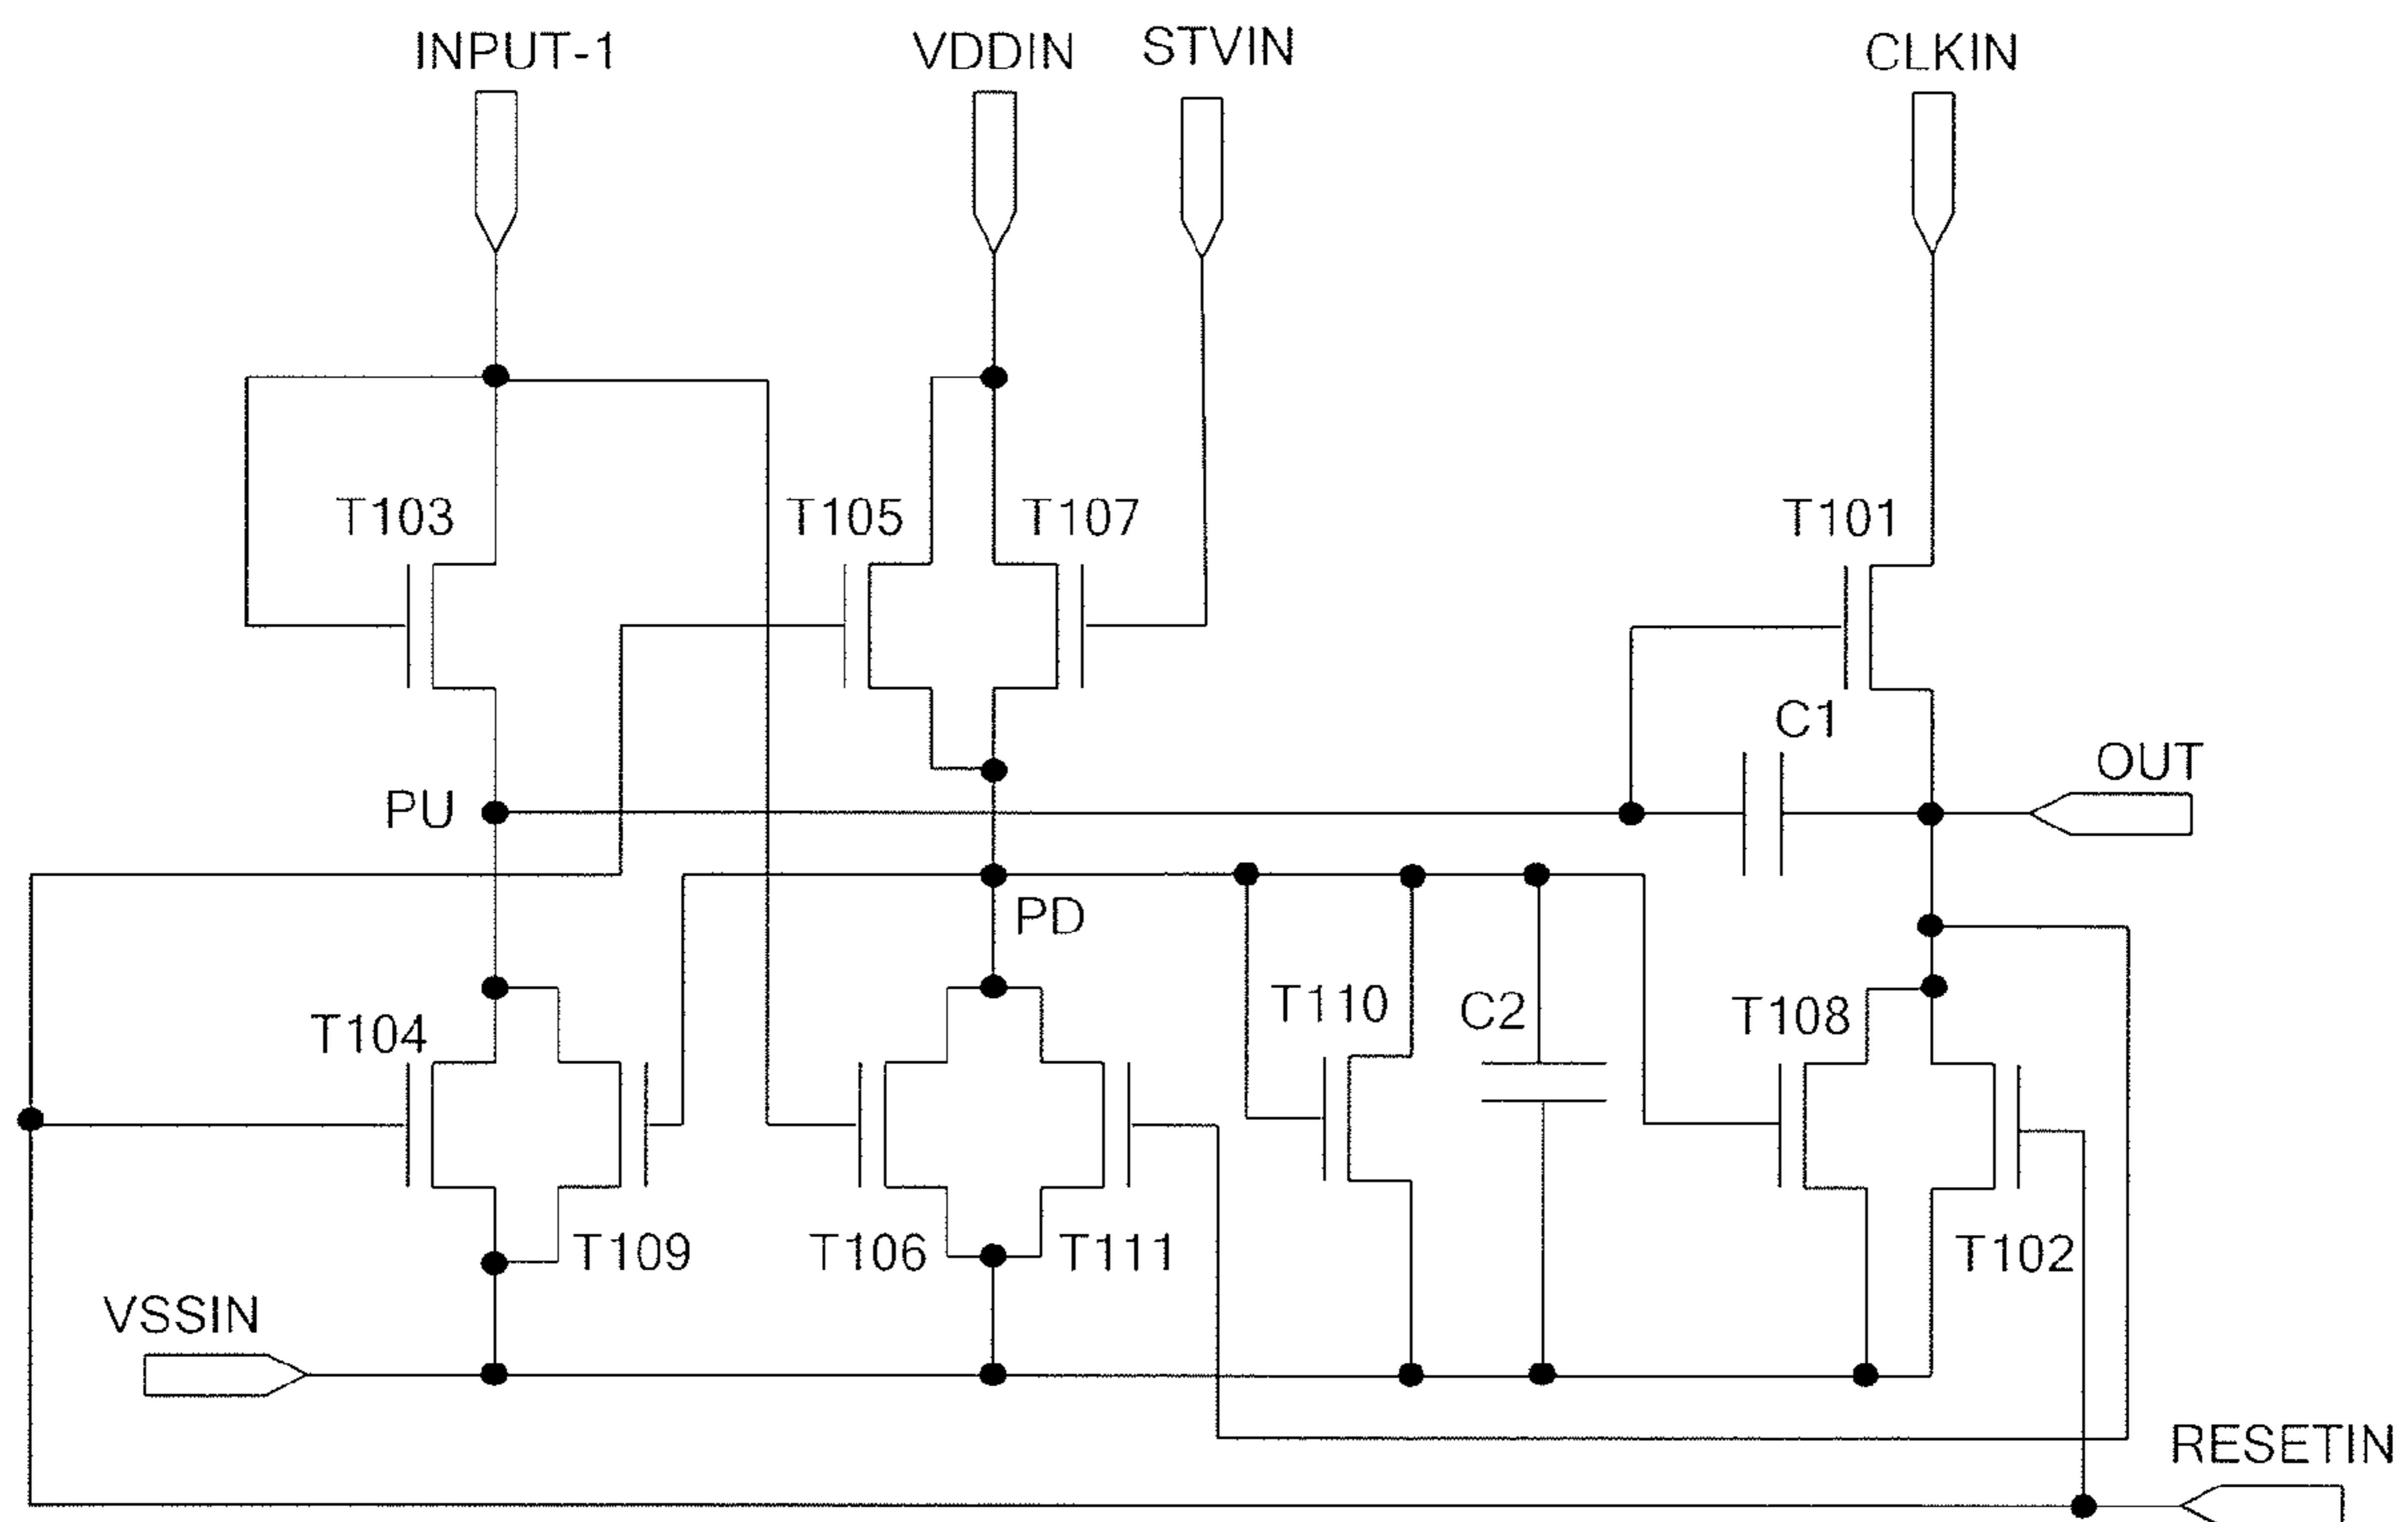 INPUT-1
VDDIN
STVIN
CLKIN
T103
T105
T107
T101
C1
OUT
PU
PD
T104
T110
C2
T108
T109
T106
T111
T102
VSSIN
RESETIN